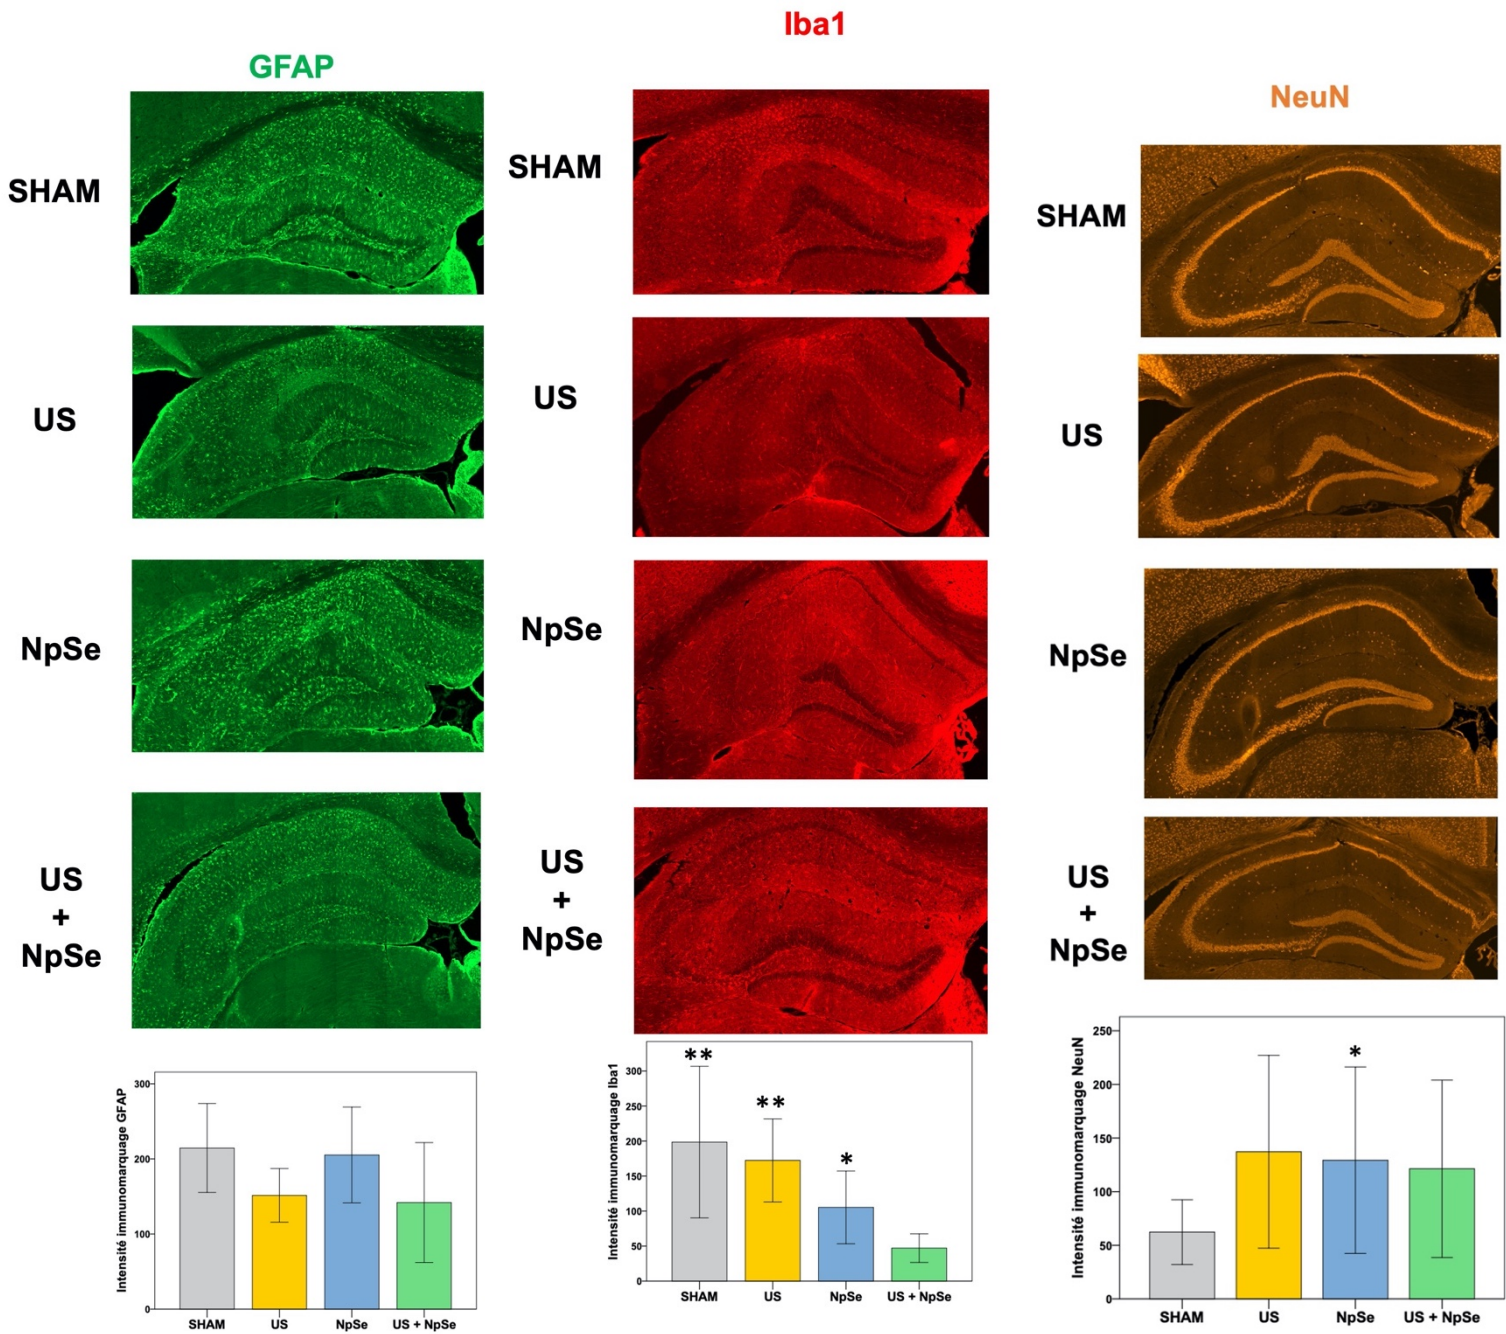 Iba1
GFAP
NeuN
SHAM
US
NpSe
US
+
NpSe
SHAM
US
NpSe
US
+
NpSe
SHAM
US
NpSe
US
+
NpSe
Intensité immunomarquage GFAP
300
200
100
0
SHAM US NpSe US + NpSe
Intensité immunomarquage Iba1
** ** *
300
250
200
150
100
50
0
SHAM US NpSe US + NpSe
Intensité immunomarquage NeuN
*
250
200
150
100
50
0
SHAM US NpSe US + NpSe